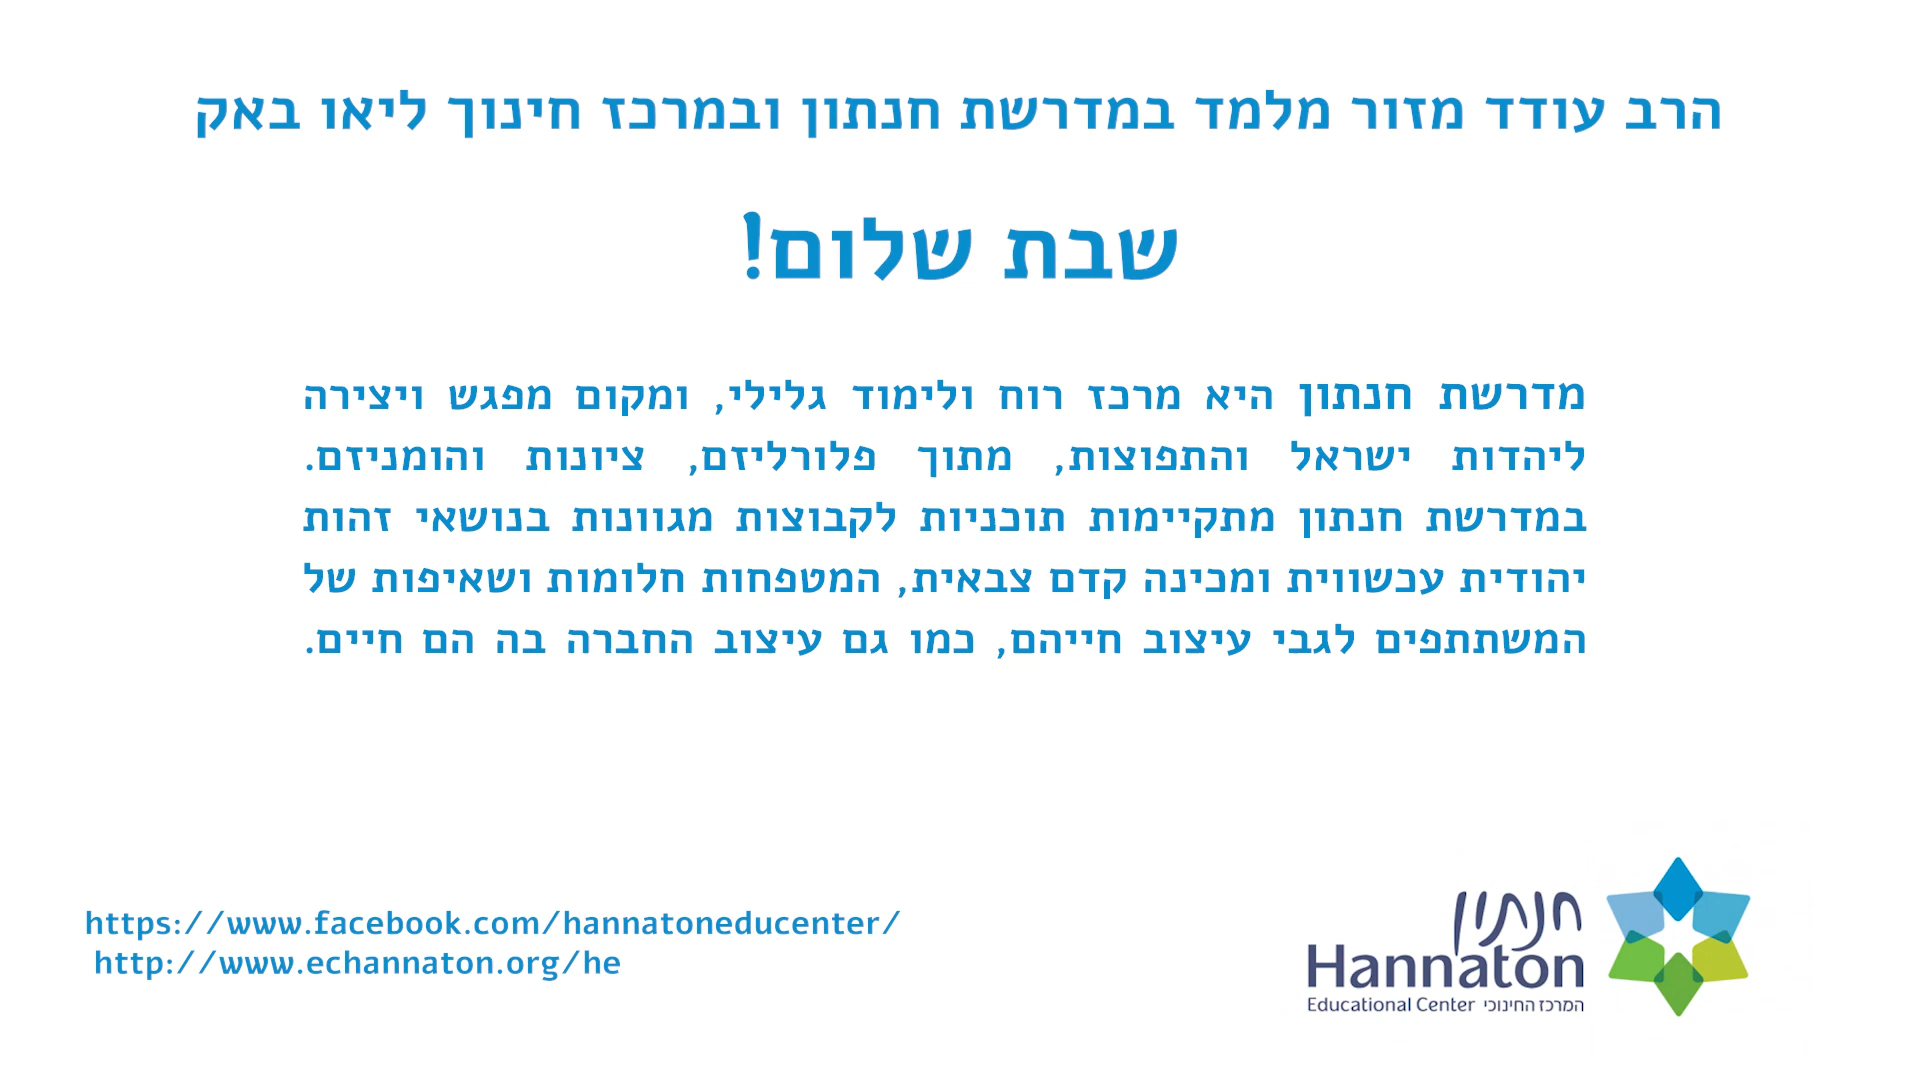 הרב עודד מזור מלמד במדרשת חנתון ובמרכז חינוך ליאו באק
שבת שלום!
מדרשת חנתון היא מרכז רוח ולימוד גלילי, ומקום מפגש ויצירה
ליהדות ישראל והתפוצות, מתוך פלורליזם, ציונות והומניזם.
במדרשת חנתון מתקיימות תוכניות לקבוצות מגוונות בנושאי זהות
יהודית עכשווית ומכינה קדם צבאית, המטפחות חלומות ושאיפות של
המשתתפים לגבי עיצוב חייהם, כמו גם עיצוב החברה בה הם חיים.
https://www.facebook.com/hannatoneducenter/
http://www.echannaton.org/he
חנתון
Hannaton
Educational Center המרכז החינוכי